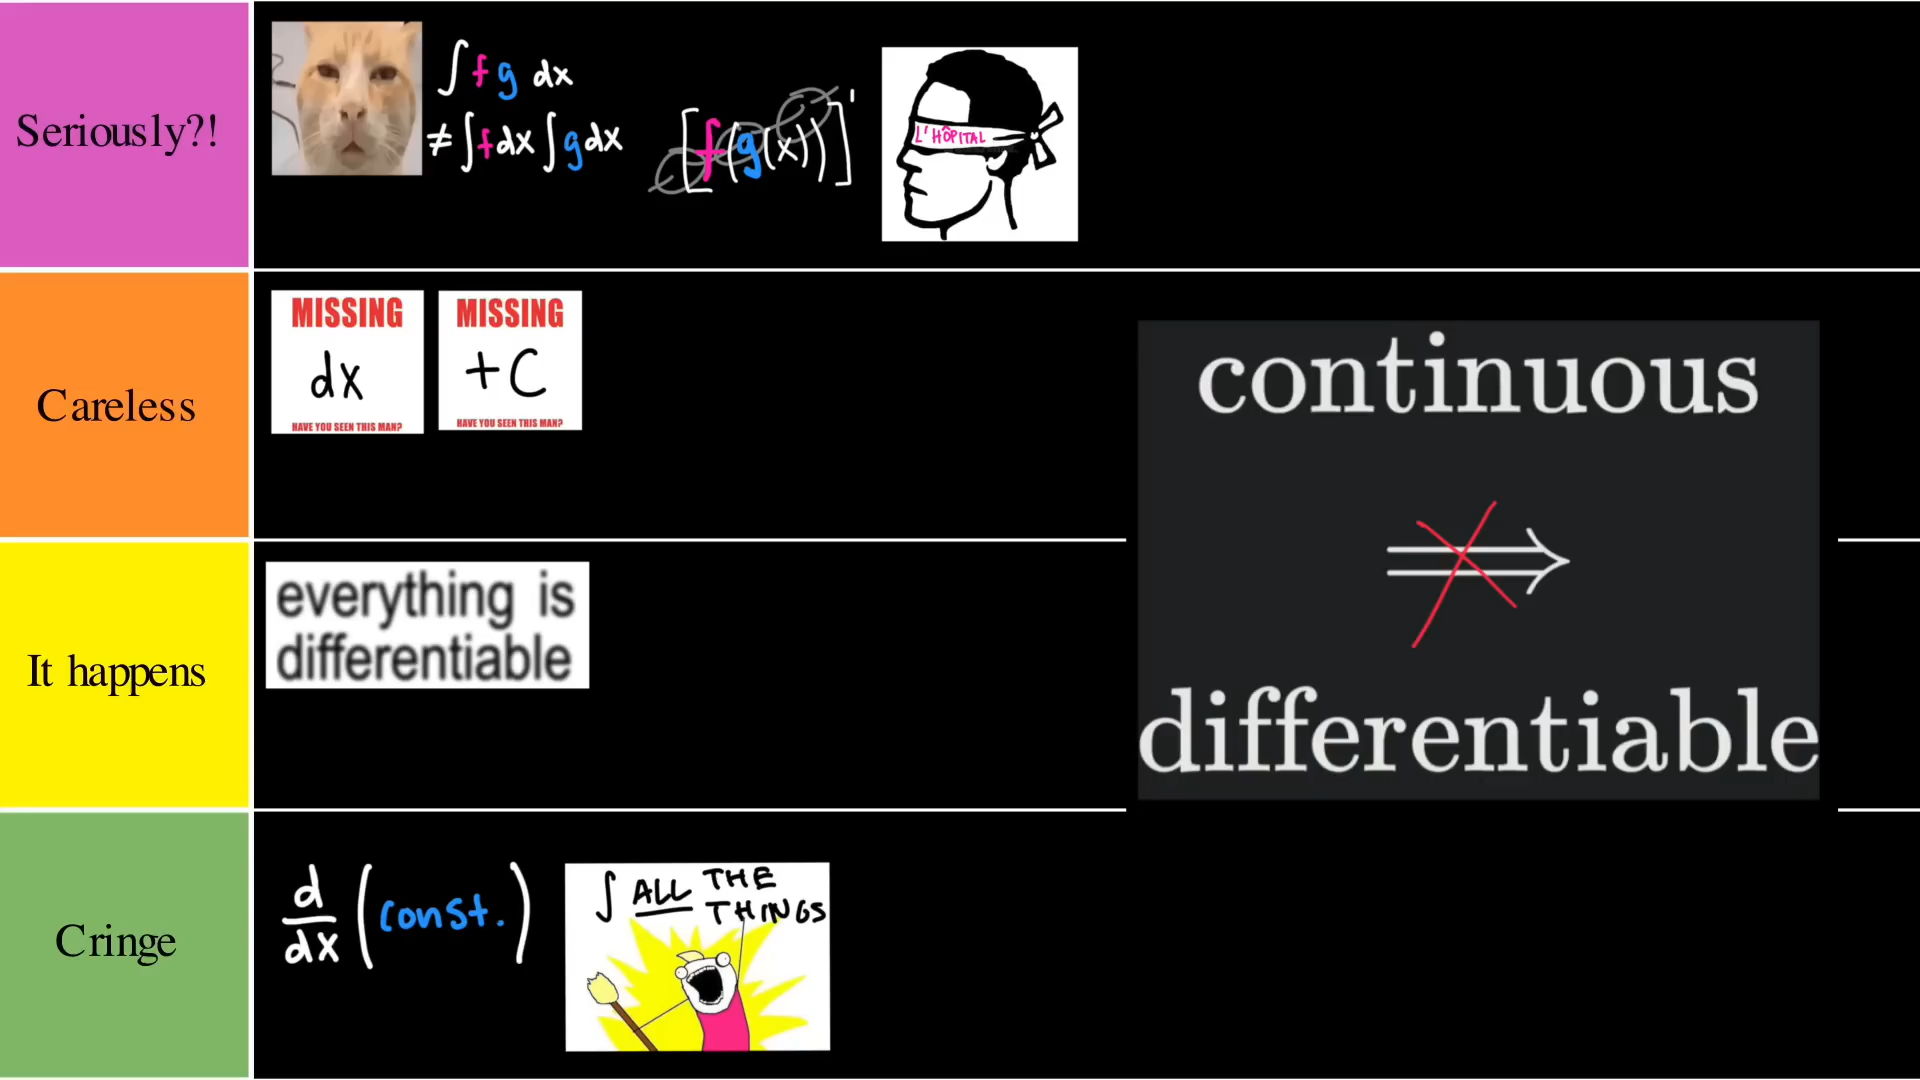 Seriously?!
∫ f g dx
≠ ∫ f dx ∫ g dx
[f(g(x))]'
L'HÔPITAL
Careless
MISSING
dx
HAVE YOU SEEN THIS MAN?
MISSING
+C
HAVE YOU SEEN THIS MAN?
continuous
⇒
differentiable
It happens
everything is
differentiable
Cringe
d/dx (const.)
∫ ALL THE
THINGS